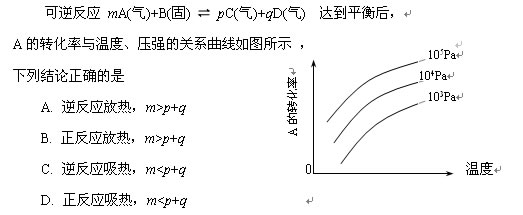 可逆反应 mA(气)+B(固) ⇌ pC(气)+qD(气) 达到平衡后，
A 的转化率与温度、压强的关系曲线如图所示 ，
下列结论正确的是
A. 逆反应放热，m>p+q
B. 正反应放热，m>p+q
C. 逆反应吸热，m<p+q
D. 正反应吸热，m<p+q
A 的转化率
10⁵Pa
10⁴Pa
10³Pa
0
温度